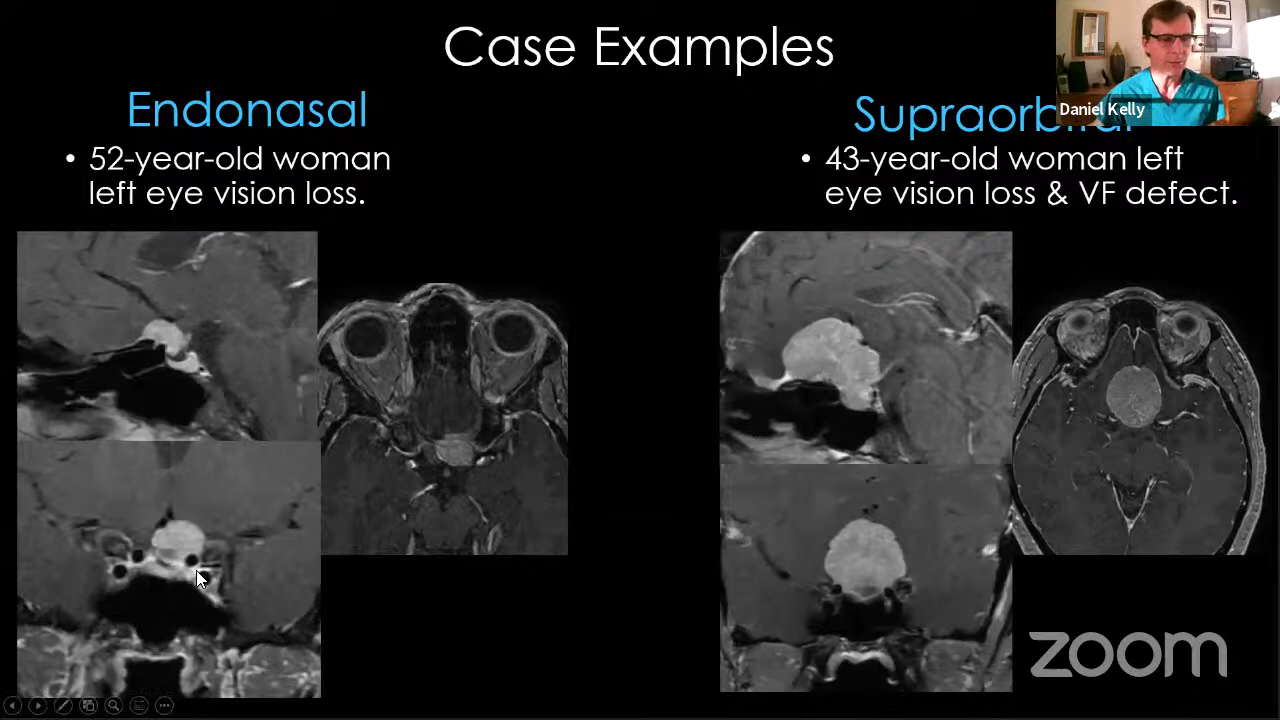 Case Examples
Daniel Kelly
Endonasal
Supraorbital
• 52-year-old woman
left eye vision loss.
• 43-year-old woman left
eye vision loss & VF defect.
zoom